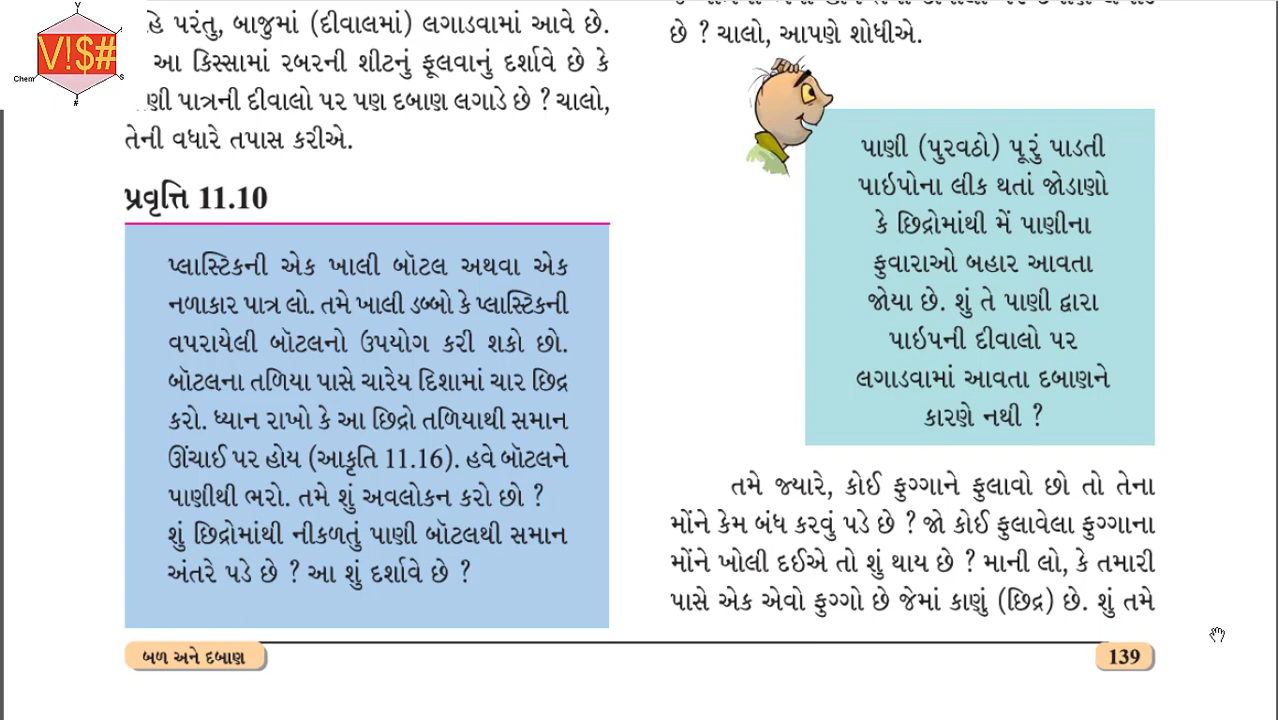 V!$#
Y
Chem
S
#
પરંતુ, બાજુમાં (દીવાલમાં) લગાડવામાં આવે છે.
આ કિસ્સામાં રબરની શીટનું ફૂલવાનું દર્શાવે છે કે
પાત્રની દીવાલો પર પણ દબાણ લગાડે છે ? ચાલો,
તેની વધારે તપાસ કરીએ.
પ્રવૃત્તિ 11.10
પ્લાસ્ટિકની એક ખાલી બૉટલ અથવા એક
નળાકાર પાત્ર લો. તમે ખાલી ડબ્બો કે પ્લાસ્ટિકની
વપરાયેલી બૉટલનો ઉપયોગ કરી શકો છો.
બૉટલના તળિયા પાસે ચારેય દિશામાં ચાર છિદ્ર
કરો. ધ્યાન રાખો કે આ છિદ્રો તળિયાથી સમાન
ઊંચાઈ પર હોય (આકૃતિ 11.16). હવે બૉટલને
પાણીથી ભરો. તમે શું અવલોકન કરો છો ?
શું છિદ્રોમાંથી નીકળતું પાણી બૉટલથી સમાન
અંતરે પડે છે ? આ શું દર્શાવે છે ?
છે ? ચાલો, આપણે શોધીએ.
પાણી (પુરવઠો) પૂરું પાડતી
પાઇપોના લીક થતાં જોડાણો
કે છિદ્રોમાંથી મેં પાણીના
ફુવારાઓ બહાર આવતા
જોયા છે. શું તે પાણી દ્વારા
પાઇપની દીવાલો પર
લગાડવામાં આવતા દબાણને
કારણે નથી ?
તમે જ્યારે, કોઈ ફુગ્ગાને ફુલાવો છો તો તેના
મોંને કેમ બંધ કરવું પડે છે ? જો કોઈ ફુલાવેલા ફુગ્ગાના
મોંને ખોલી દઈએ તો શું થાય છે ? માની લો, કે તમારી
પાસે એક એવો ફુગ્ગો છે જેમાં કાણું (છિદ્ર) છે. શું તમે
બળ અને દબાણ
139